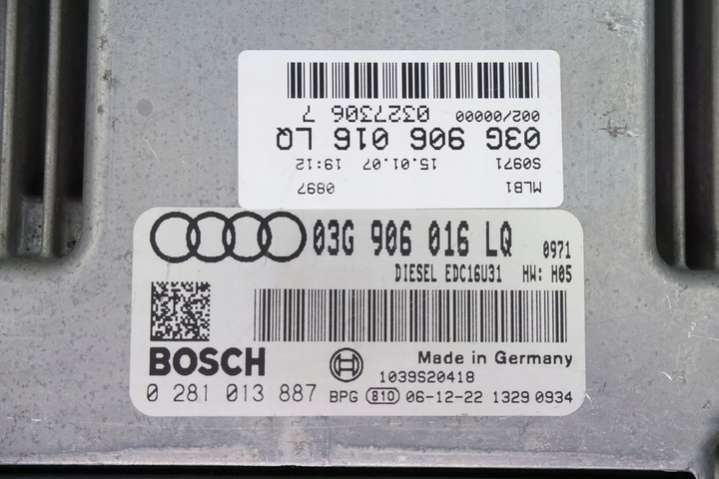 MLB1 0897
S0971 15.01.07 19:12
03G 906 016 LQ
002/00000 0327306 7
03G 906 016 LQ 0971
DIESEL EDC16U31 HW: H05
BOSCH
Made in Germany
1039S20418
0 281 013 887 BPG 810 06-12-22 1329 0934